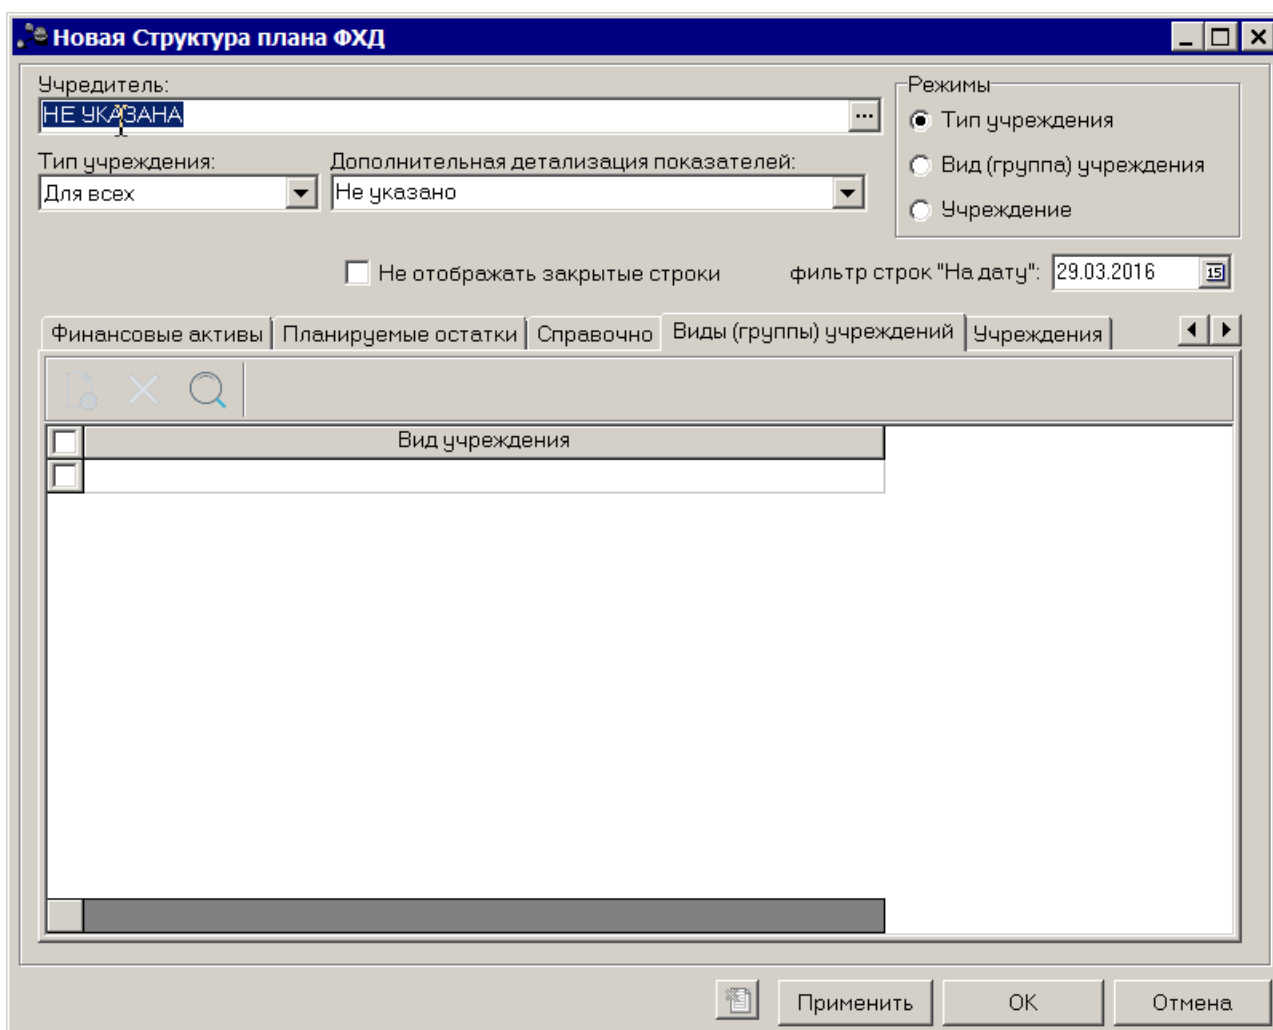 Новая Структура плана ФХД
Учредитель:
НЕ УКАЗАНА
...
Режимы
Тип учреждения
Вид (группа) учреждения
Учреждение
Тип учреждения:
Дополнительная детализация показателей:
Для всех
Не указано
Не отображать закрытые строки
фильтр строк "На дату":
29.03.2016
15
Финансовые активы
Планируемые остатки
Справочно
Виды (группы) учреждений
Учреждения
Вид учреждения
Применить
ОК
Отмена